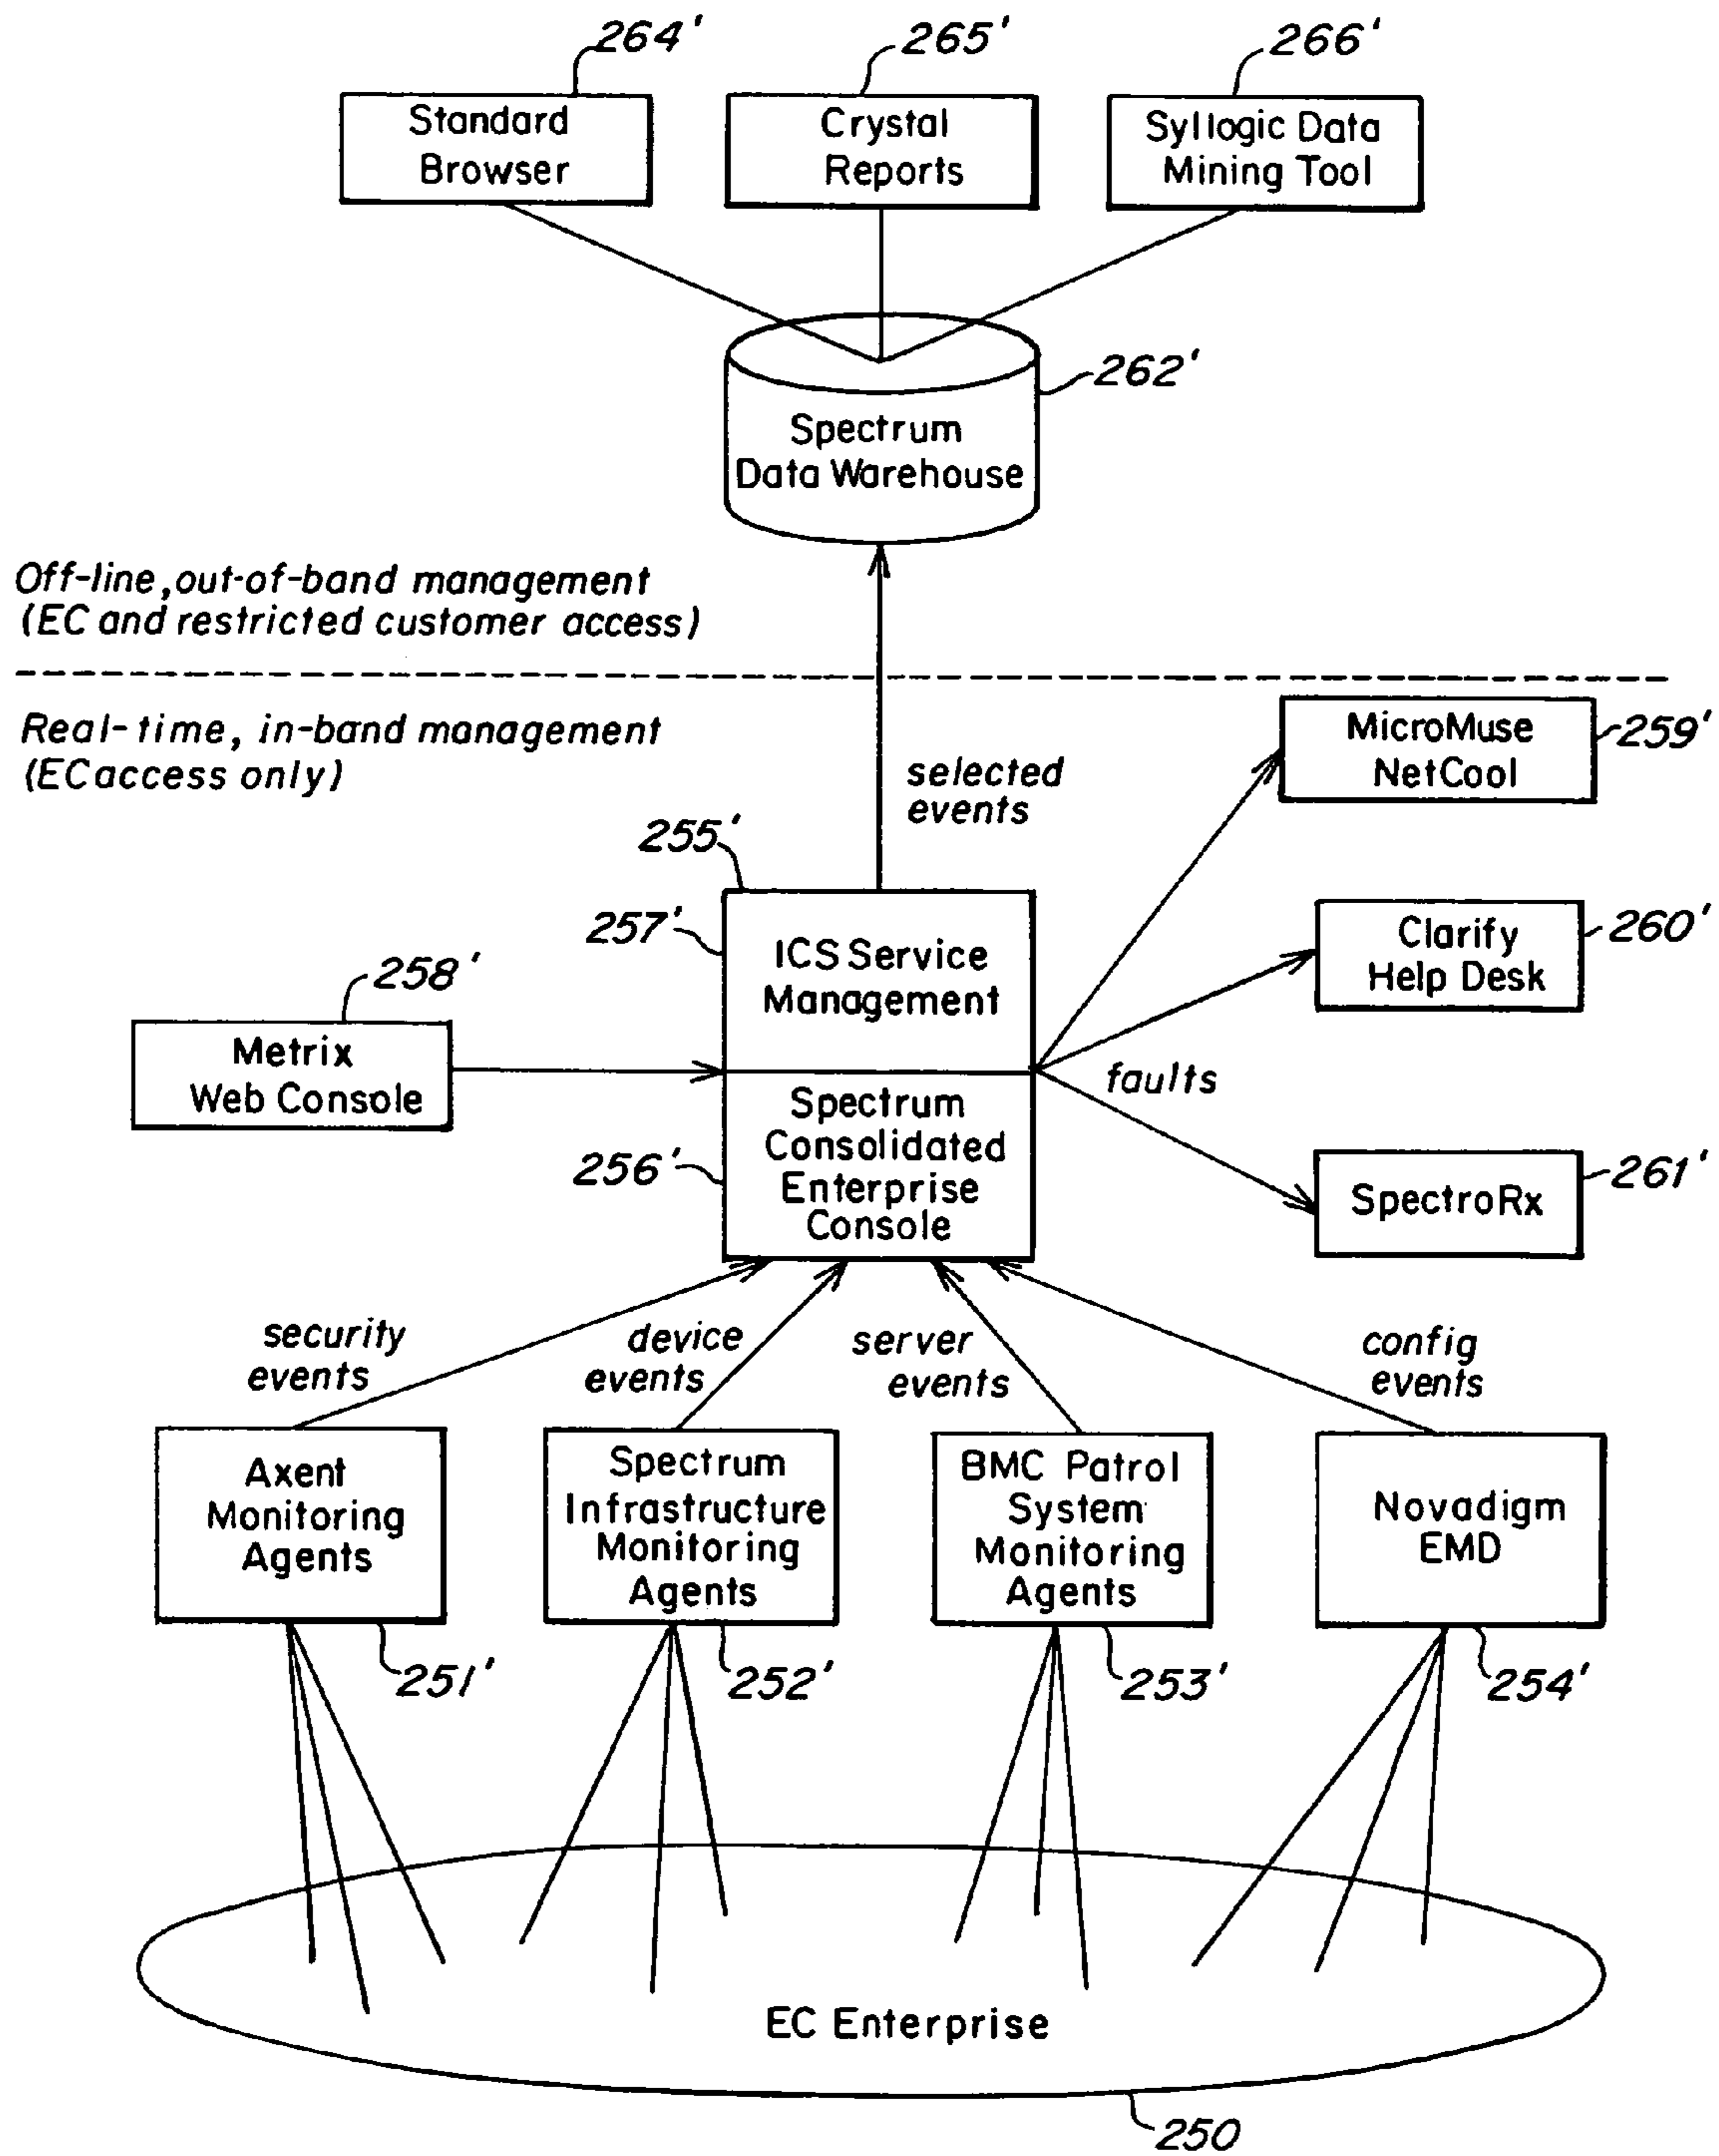 264'
265'
266'
Standard
Browser
Crystal
Reports
Syllogic Data
Mining Tool
262'
Spectrum
Data Warehouse
Off-line, out-of-band management
(EC and restricted customer access)
Real-time, in-band management
(EC access only)
selected
events
MicroMuse
NetCool
259'
255'
257'
ICS Service
Management
Clarify
Help Desk
260'
258'
Metrix
Web Console
faults
Spectrum
Consolidated
Enterprise
Console
256'
SpectroRx
261'
security
events
device
events
server
events
config
events
Axent
Monitoring
Agents
Spectrum
Infrastructure
Monitoring
Agents
BMC Patrol
System
Monitoring
Agents
Novadigm
EMD
251'
252'
253'
254'
EC Enterprise
250